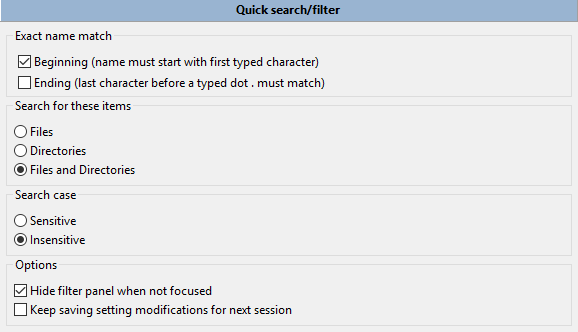 Quick search/filter
Exact name match
Beginning (name must start with first typed character)
Ending (last character before a typed dot . must match)
Search for these items
Files
Directories
Files and Directories
Search case
Sensitive
Insensitive
Options
Hide filter panel when not focused
Keep saving setting modifications for next session